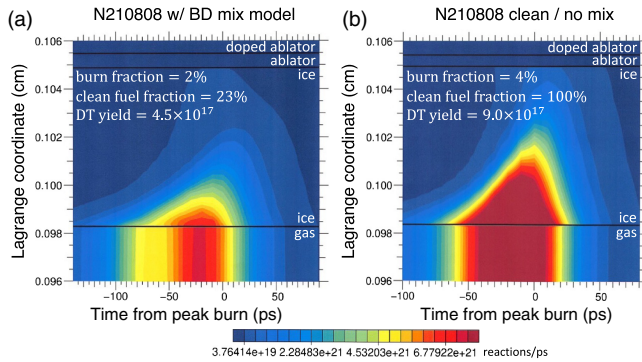 (a) N210808 w/ BD mix model
0.106
0.104
0.102
0.100
0.098
0.096
Lagrange coordinate (cm)
doped ablator
ablator
ice
burn fraction = 2%
clean fuel fraction = 23%
DT yield = 4.5×10¹⁷
ice
gas
−100 −50 0 50
Time from peak burn (ps)
(b) N210808 clean / no mix
0.106
0.104
0.102
0.100
0.098
0.096
Lagrange coordinate (cm)
doped ablator
ablator
ice
burn fraction = 4%
clean fuel fraction = 100%
DT yield = 9.0×10¹⁷
ice
gas
−100 −50 0 50
Time from peak burn (ps)
3.76414e+19 2.28483e+21 4.53203e+21 6.77922e+21 reactions/ps